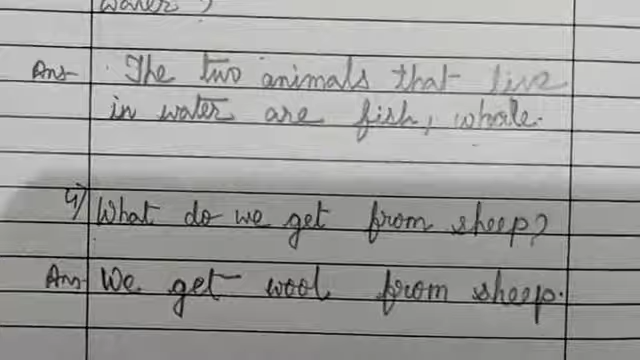 water?
Ans- The two animals that live
in water are fish, whale.
4) What do we get from sheep?
Ans- We get wool from sheep.